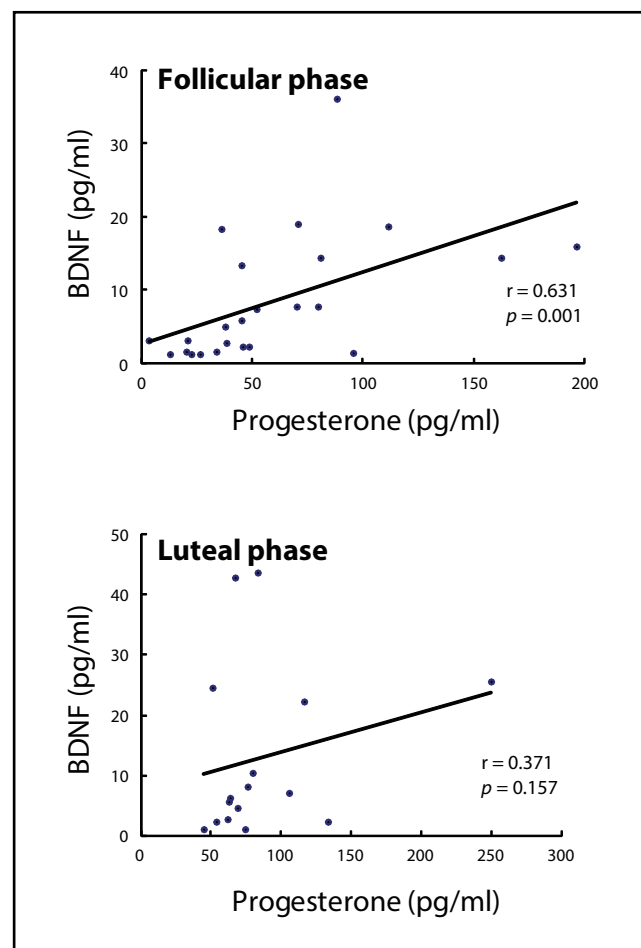 Follicular phase
40
30
20
10
0
BDNF (pg/ml)
r = 0.631
p = 0.001
0 50 100 150 200
Progesterone (pg/ml)
Luteal phase
50
40
30
20
10
0
BDNF (pg/ml)
r = 0.371
p = 0.157
0 50 100 150 200 250 300
Progesterone (pg/ml)